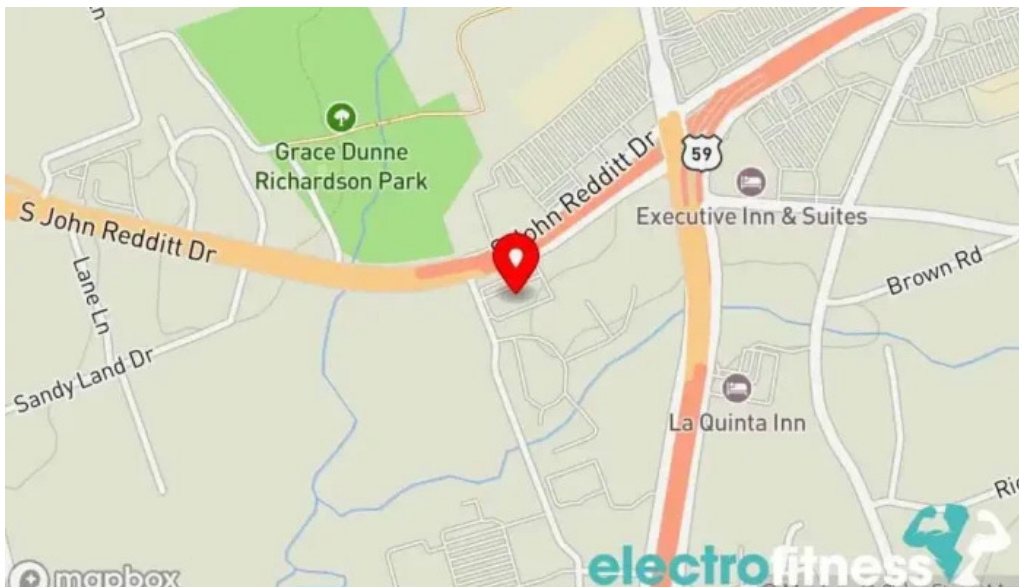 Ln
Grace Dunne
Richardson Park
S John Redditt Dr
59
Executive Inn & Suites
S John Redditt Dr
Lane Ln
Brown Rd
Sandy Land Dr
La Quinta Inn
mapbox
electrofitness